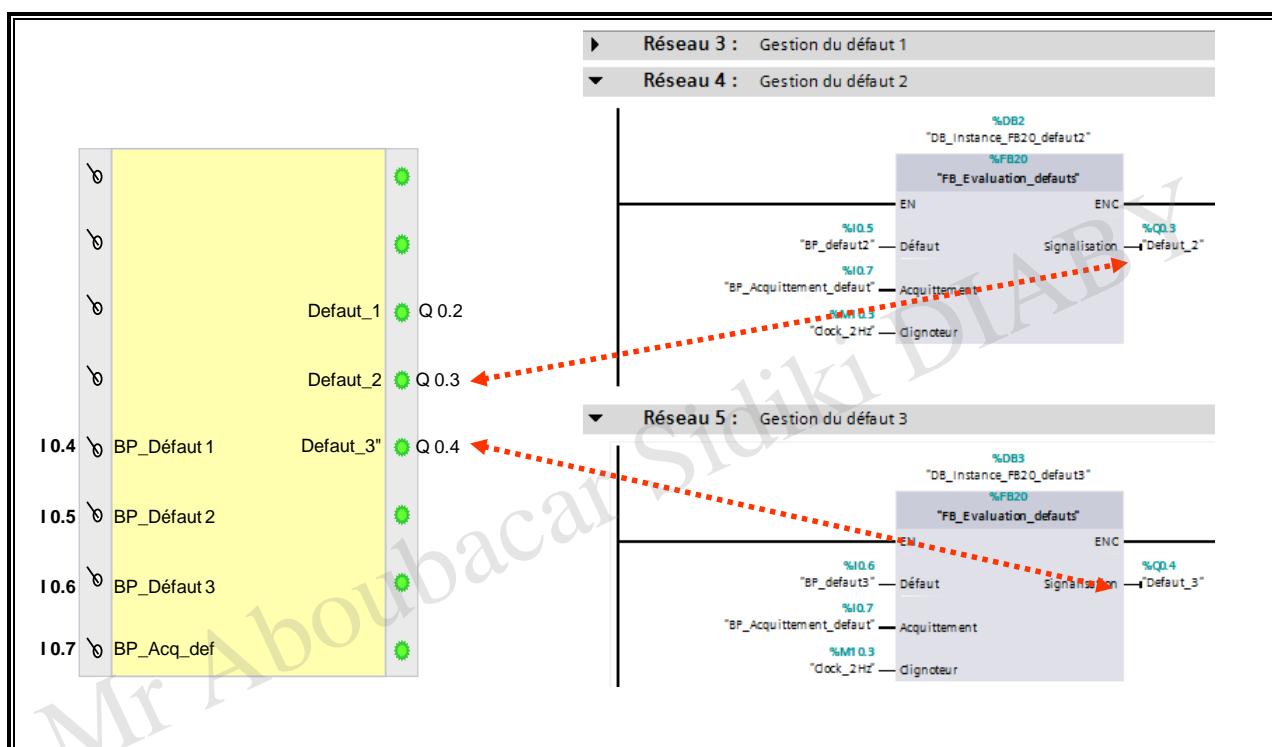 Réseau 3 : Gestion du défaut 1
Réseau 4 : Gestion du défaut 2
%DB2
"DB_Instance_FB20_defaut2"
%FB20
"FB_Evaluation_defauts"
EN ENC
%I0.5 %Q0.3
"BP_defaut2" Défaut Signalisation "Defaut_2"
%I0.7
"BP_Acquittement_defaut" Acquittement
%M10.3
"Clock_2Hz" Clignoteur
Defaut_1 Q 0.2
Defaut_2 Q 0.3
I 0.4 BP_Défaut 1 Defaut_3" Q 0.4
I 0.5 BP_Défaut 2
I 0.6 BP_Défaut 3
I 0.7 BP_Acq_def
Réseau 5 : Gestion du défaut 3
%DB3
"DB_Instance_FB20_defaut3"
%FB20
"FB_Evaluation_defauts"
EN ENC
%I0.6 %Q0.4
"BP_defaut3" Défaut Signalisation "Defaut_3"
%I0.7
"BP_Acquittement_defaut" Acquittement
%M10.3
"Clock_2Hz" Clignoteur
Mr Aboubacar Sidiki DIABY